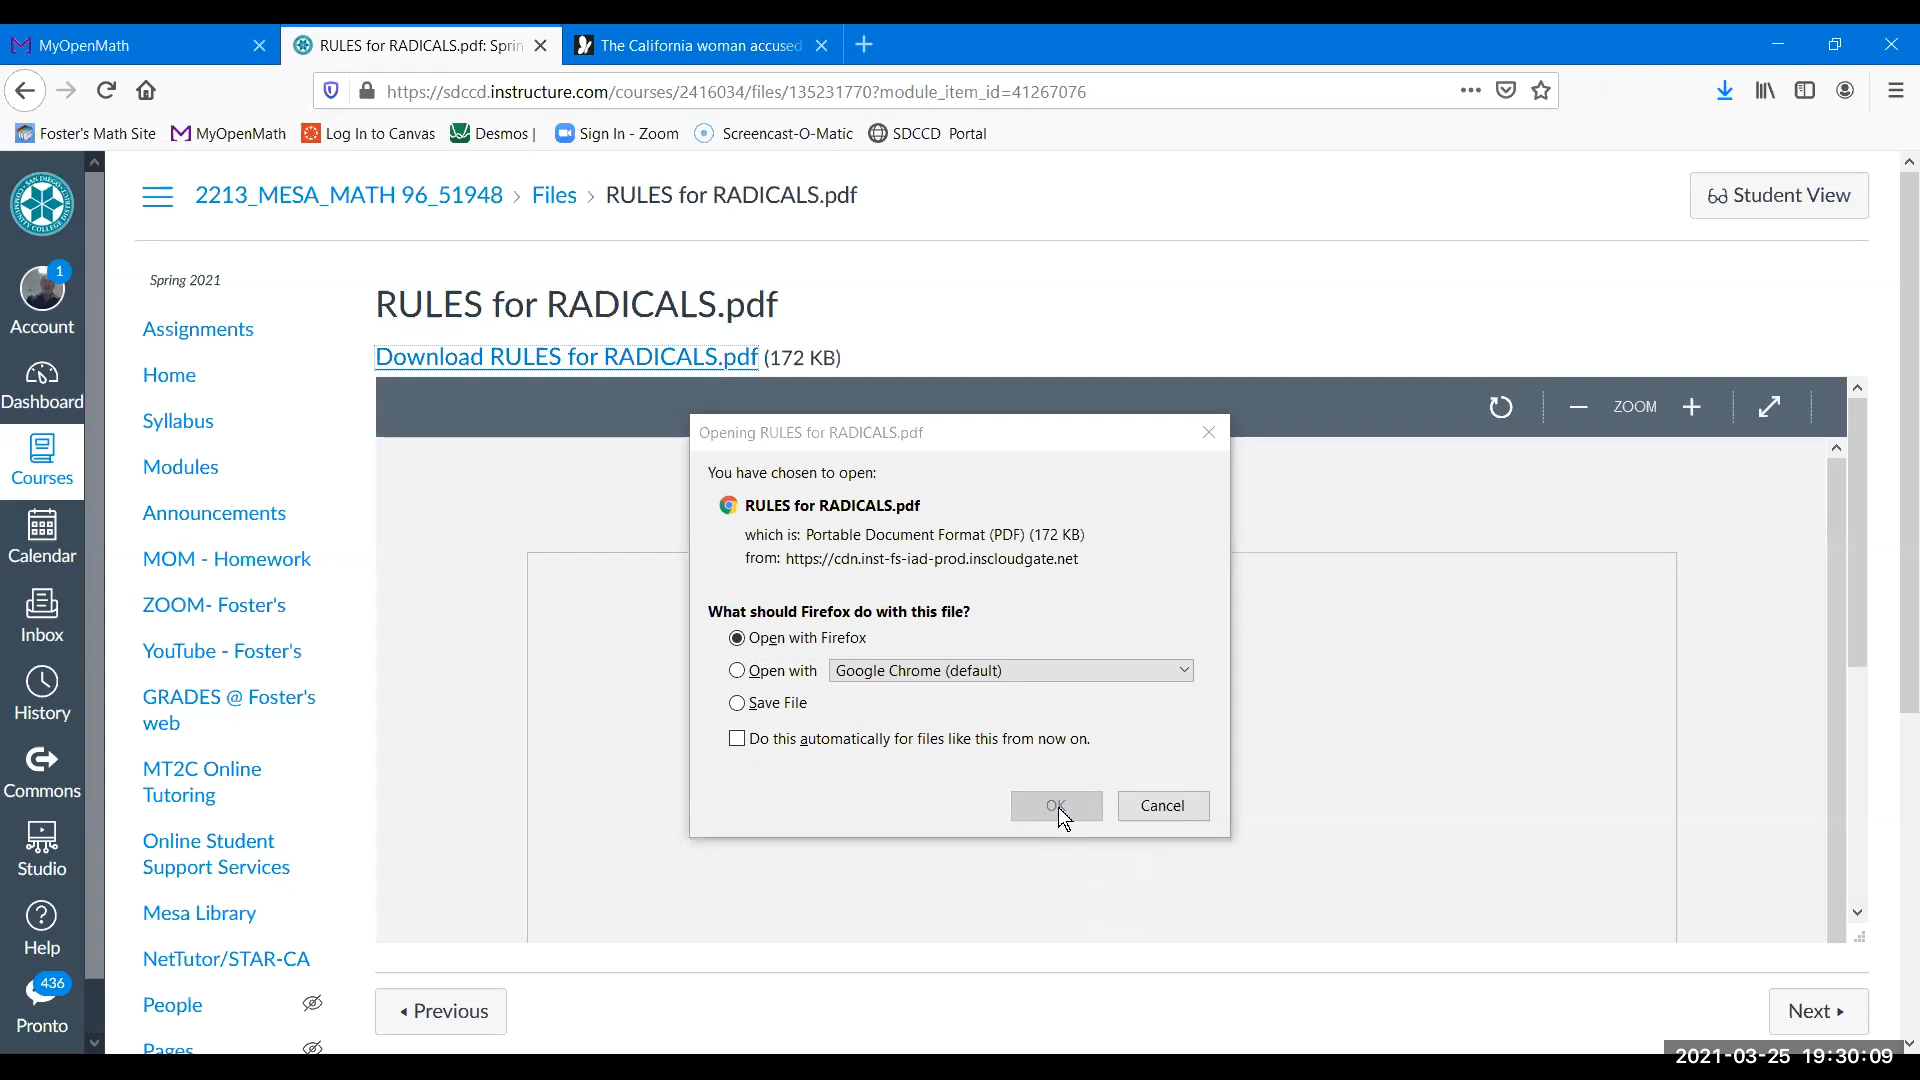 MyOpenMath
RULES for RADICALS.pdf: Sprin
The California woman accused
https://sdccd.instructure.com/courses/2416034/files/135231770?module_item_id=41267076
Foster's Math Site
MyOpenMath
Log In to Canvas
Desmos |
Sign In - Zoom
Screencast-O-Matic
SDCCD Portal
SAN DIEGO COMMUNITY COLLEGE DISTRICT
1
Account
Dashboard
Courses
Calendar
Inbox
History
Commons
Studio
Help
436
Pronto
2213_MESA_MATH 96_51948 › Files › RULES for RADICALS.pdf
Student View
Spring 2021
Assignments
Home
Syllabus
Modules
Announcements
MOM - Homework
ZOOM- Foster's
YouTube - Foster's
GRADES @ Foster's
web
MT2C Online
Tutoring
Online Student
Support Services
Mesa Library
NetTutor/STAR-CA
People
Pages
RULES for RADICALS.pdf
Download RULES for RADICALS.pdf (172 KB)
ZOOM
Opening RULES for RADICALS.pdf
You have chosen to open:
RULES for RADICALS.pdf
which is: Portable Document Format (PDF) (172 KB)
from: https://cdn.inst-fs-iad-prod.inscloudgate.net
What should Firefox do with this file?
Open with Firefox
Open with Google Chrome (default)
Save File
Do this automatically for files like this from now on.
OK
Cancel
Previous
Next
2021-03-25 19:30:09